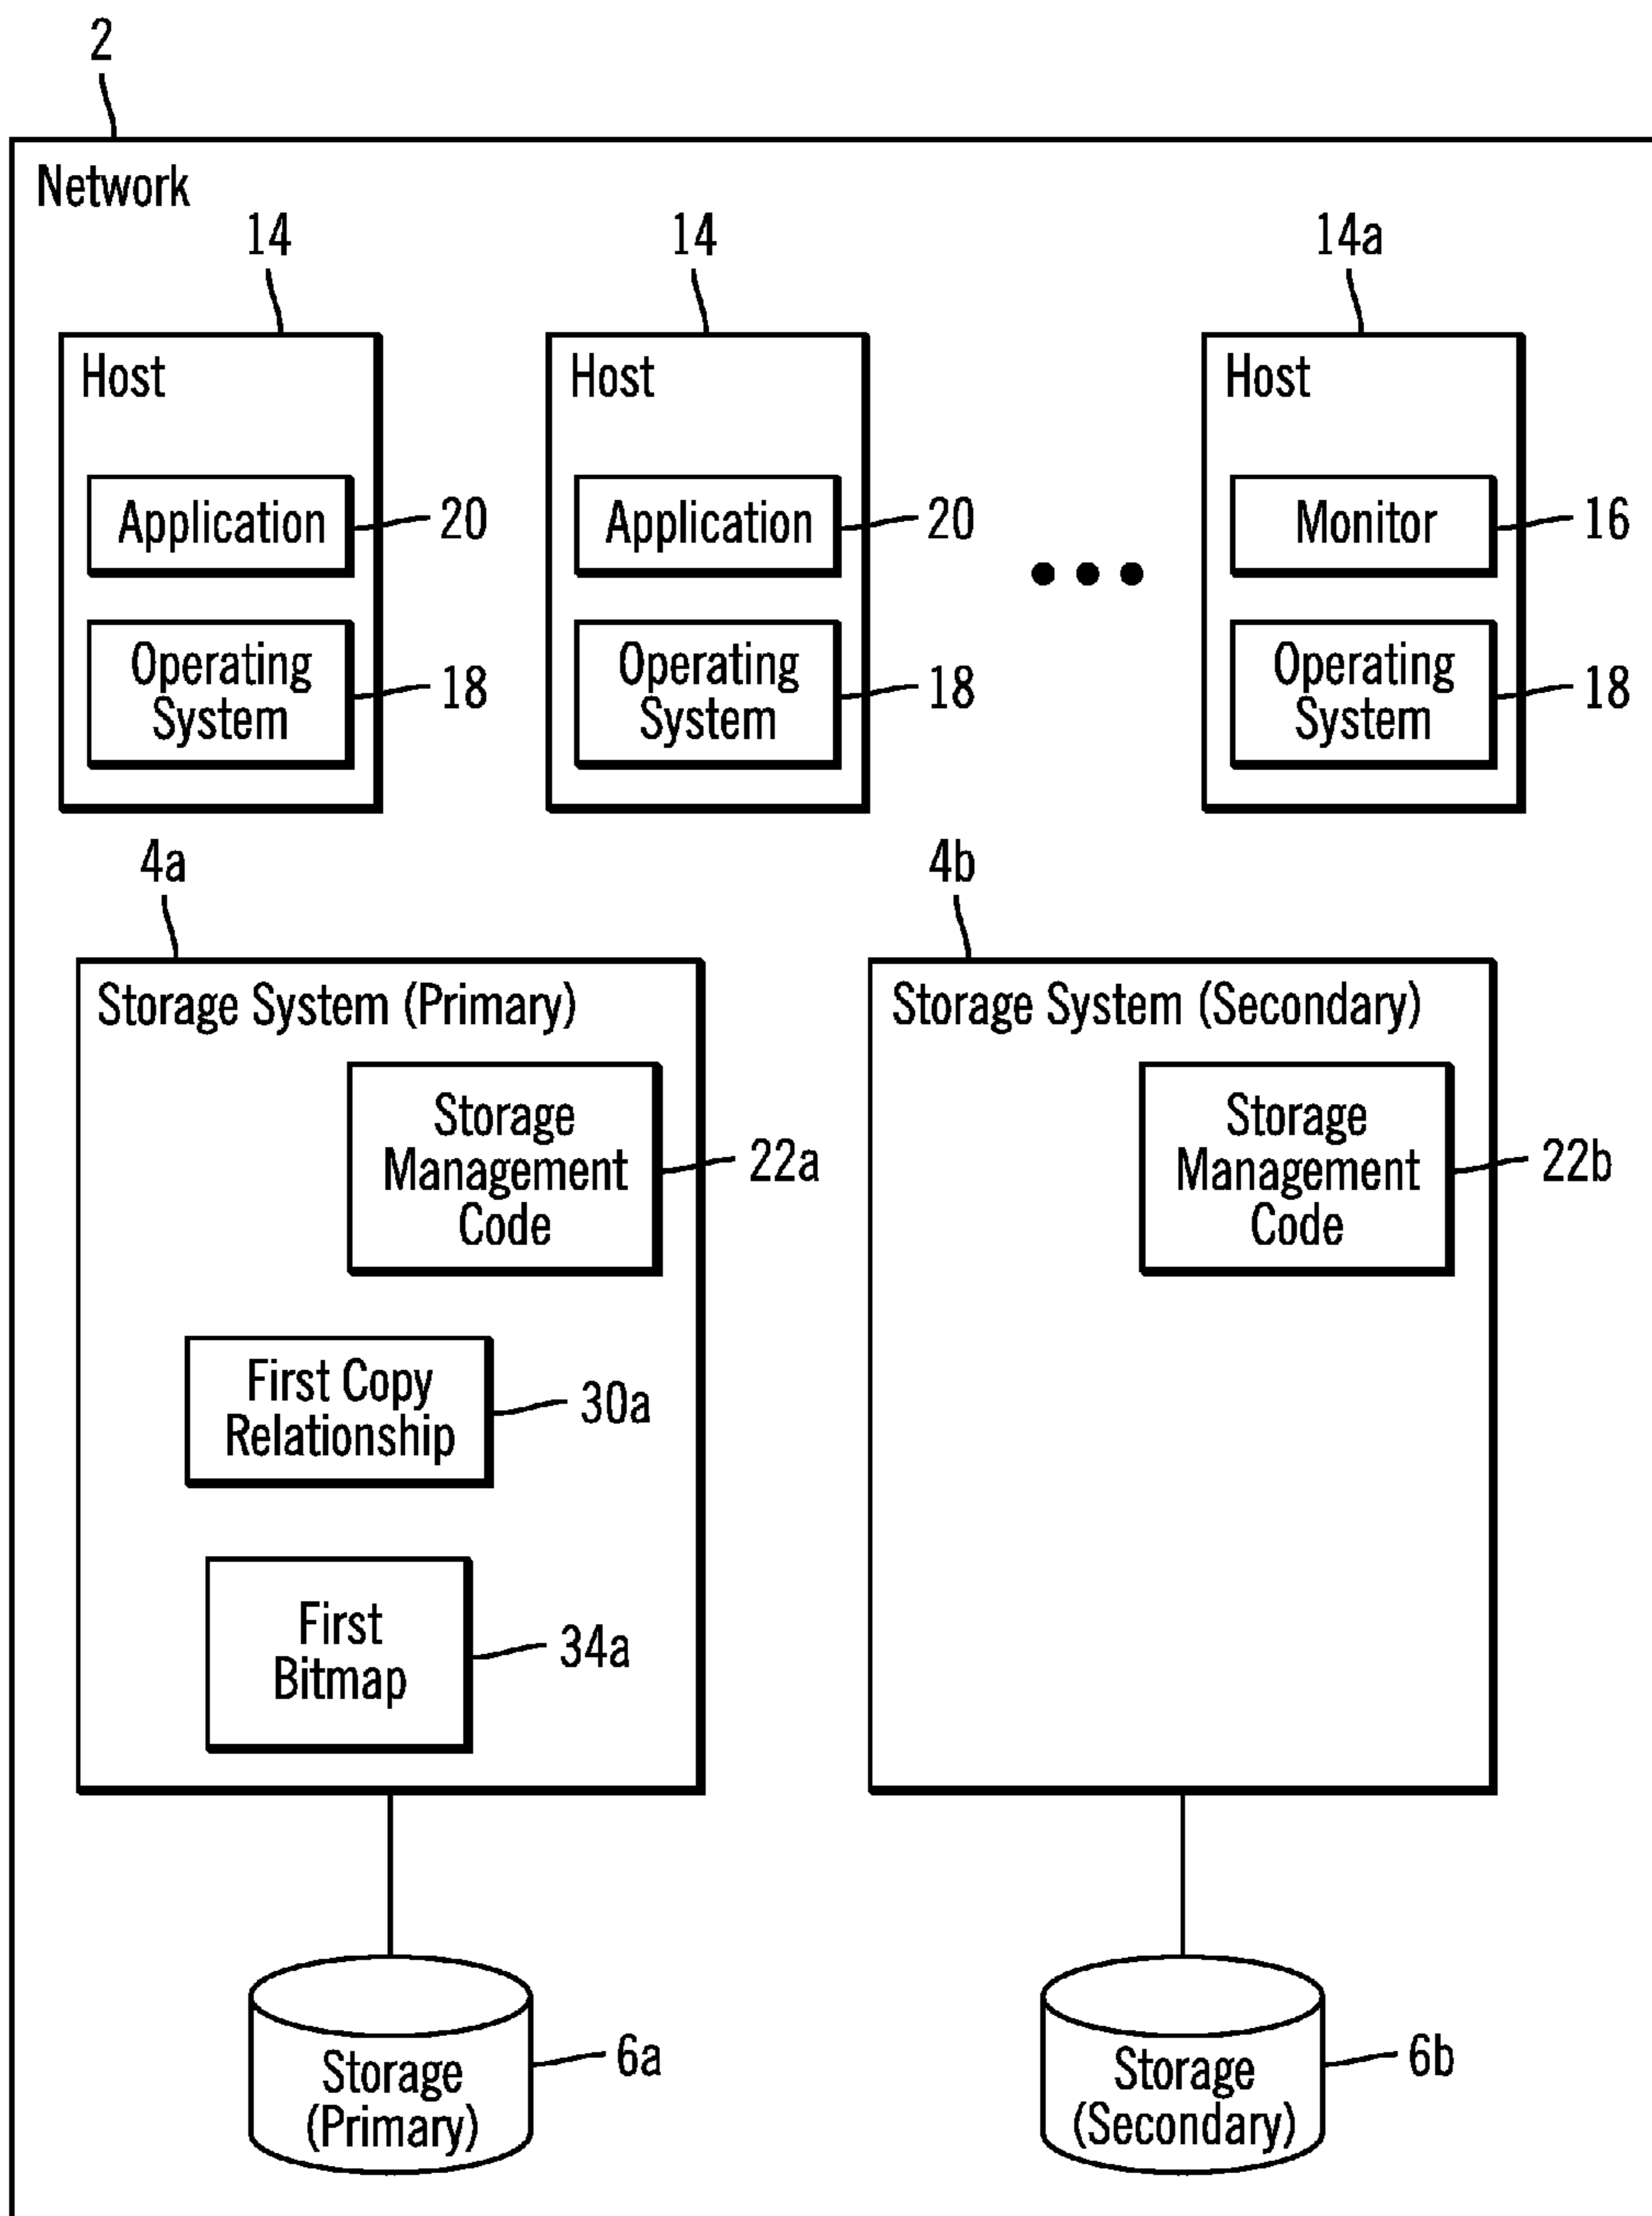 2
Network
14
14
14a
Host
Host
Host
Application
20
Application
20
Monitor
16
Operating
System
18
Operating
System
18
Operating
System
18
4a
4b
Storage System (Primary)
Storage System (Secondary)
Storage
Management
Code
22a
Storage
Management
Code
22b
First Copy
Relationship
30a
First
Bitmap
34a
Storage
(Primary)
6a
Storage
(Secondary)
6b